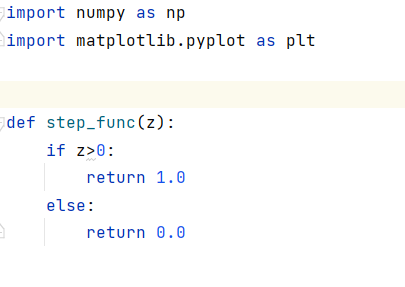 import numpy as np
import matplotlib.pyplot as plt
def step_func(z):
    if z>0:
        return 1.0
    else:
        return 0.0